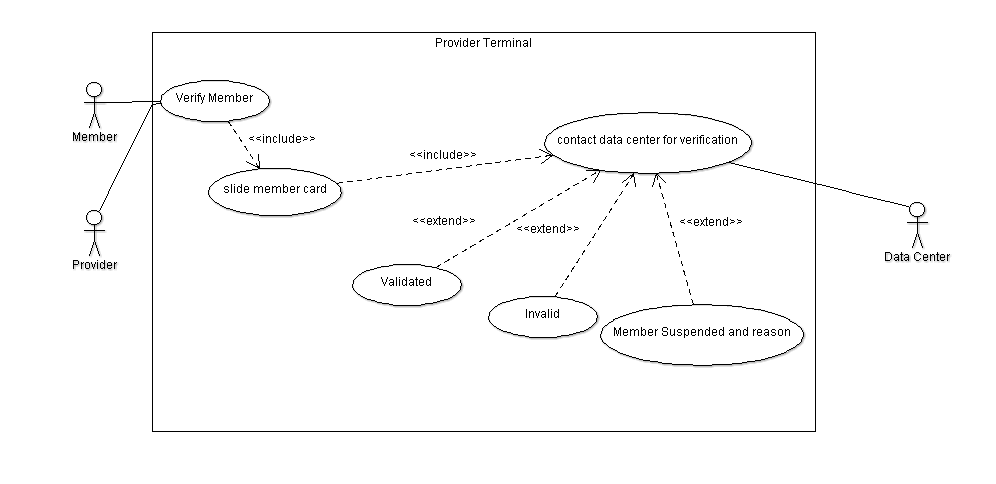 Provider Terminal
Verify Member
Member
<<include>>
contact data center for verification
<<include>>
slide member card
<<extend>>
<<extend>>
<<extend>>
Provider
Data Center
Validated
Invalid
Member Suspended and reason